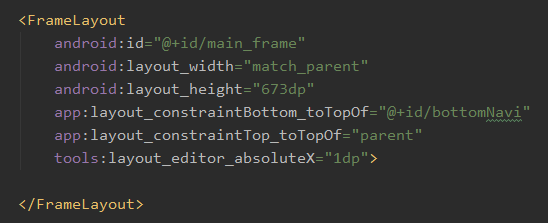 <FrameLayout
android:id="@+id/main_frame"
android:layout_width="match_parent"
android:layout_height="673dp"
app:layout_constraintBottom_toTopOf="@+id/bottomNavi"
app:layout_constraintTop_toTopOf="parent"
tools:layout_editor_absoluteX="1dp">
</FrameLayout>